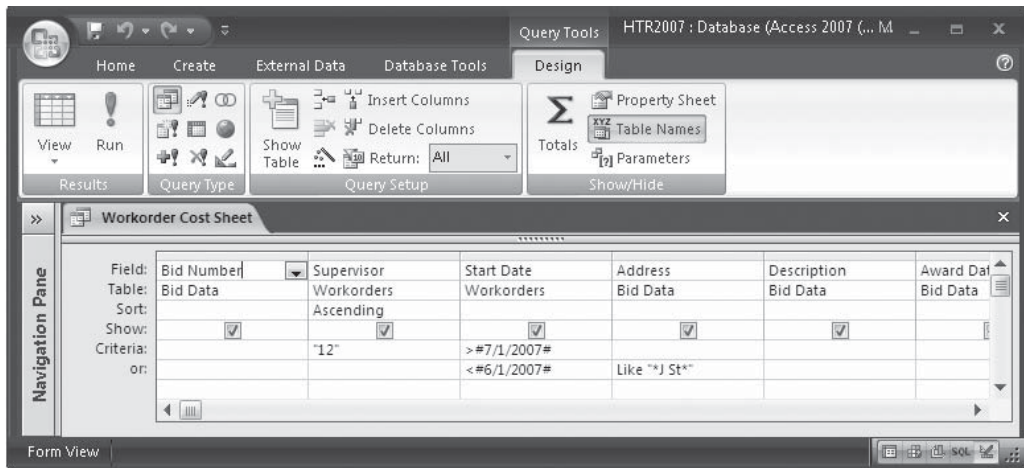 Query Tools HTR2007 : Database (Access 2007 (... M
Home Create External Data Database Tools Design
View
Run
Results
Query Type
Show Table
Insert Columns
Delete Columns
Return: All
Query Setup
Totals
Property Sheet
XYZ Table Names
Parameters
Show/Hide
Workorder Cost Sheet
Navigation Pane
Field: Bid Number Supervisor Start Date Address Description Award Dat
Table: Bid Data Workorders Workorders Bid Data Bid Data Bid Data
Sort: Ascending
Show:
Criteria: "12" >#7/1/2007#
or: <#6/1/2007# Like "*J St*"
Form View SQL